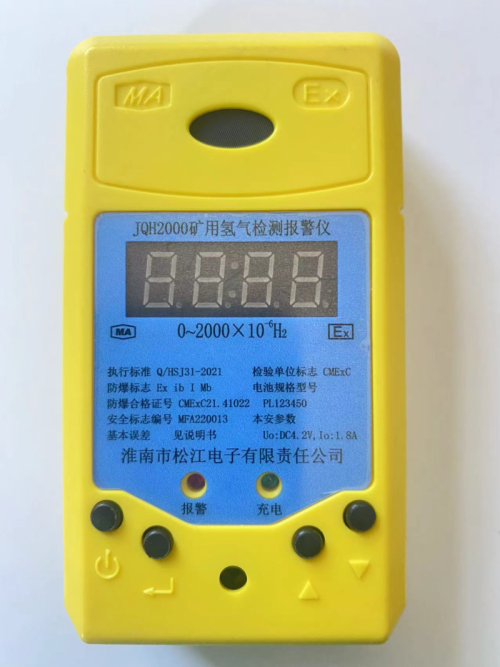 MA Ex
JQH2000矿用氢气检测报警仪
MA 0~2000×10⁻⁶H₂ Ex
执行标准 Q/HSJ31-2021 检验单位标志 CMExC
防爆标志 Ex ib I Mb 电池规格型号
防爆合格证号 CMExC21.41022 PL123450
安全标志编号 MFA220013 本安参数
基本误差 见说明书 Uo:DC4.2V,Io:1.8A
淮南市松江电子有限责任公司
报警 充电